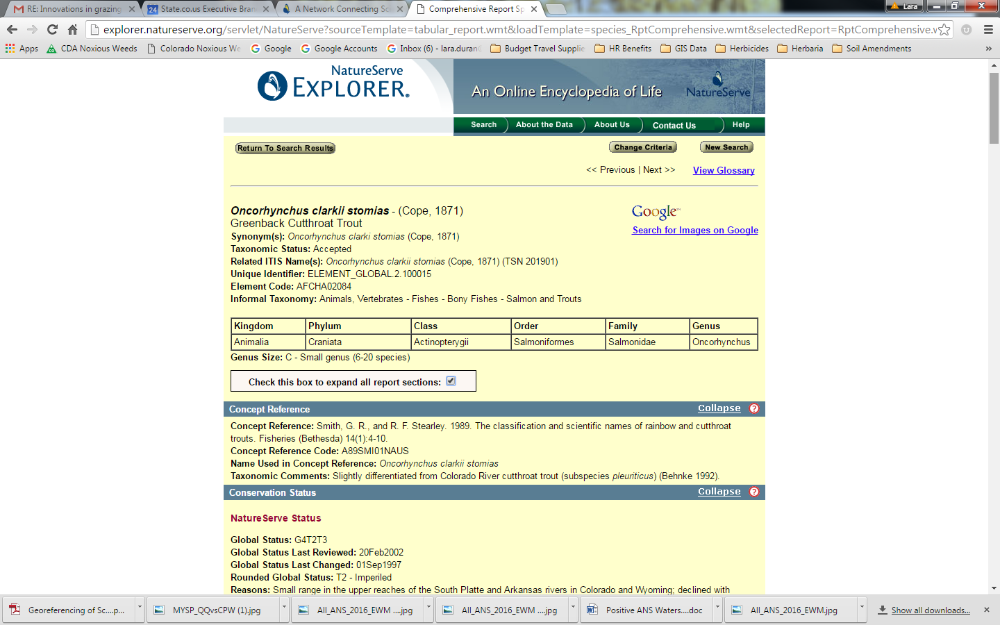 RE: Innovations in grazing
24 State.co.us Executive Bran
A Network Connecting Sci
Comprehensive Report Sp
Lara
explorer.natureserve.org/servlet/NatureServe?sourceTemplate=tabular_report.wmt&loadTemplate=species_RptComprehensive.wmt&selectedReport=RptComprehensive.w
Apps CDA Noxious Weeds Colorado Noxious We Google Google Accounts Inbox (6) - lara.duran Budget Travel Supplie HR Benefits GIS Data Herbicides Herbaria Soil Amendments »
NatureServe
EXPLORER®
An Online Encyclopedia of Life
NatureServe
Search About the Data About Us Contact Us Help
Return To Search Results Change Criteria New Search
<< Previous | Next >> View Glossary
Oncorhynchus clarkii stomias - (Cope, 1871)
Google™
Greenback Cutthroat Trout
Search for Images on Google
Synonym(s): Oncorhynchus clarki stomias (Cope, 1871)
Taxonomic Status: Accepted
Related ITIS Name(s): Oncorhynchus clarkii stomias (Cope, 1871) (TSN 201901)
Unique Identifier: ELEMENT_GLOBAL.2.100015
Element Code: AFCHA02084
Informal Taxonomy: Animals, Vertebrates - Fishes - Bony Fishes - Salmon and Trouts
Kingdom Phylum Class Order Family Genus
Animalia Craniata Actinopterygii Salmoniformes Salmonidae Oncorhynchus
Genus Size: C - Small genus (6-20 species)
Check this box to expand all report sections:
Concept Reference Collapse ?
Concept Reference: Smith, G. R., and R. F. Stearley. 1989. The classification and scientific names of rainbow and cutthroat
trouts. Fisheries (Bethesda) 14(1):4-10.
Concept Reference Code: A89SMI01NAUS
Name Used in Concept Reference: Oncorhynchus clarkii stomias
Taxonomic Comments: Slightly differentiated from Colorado River cutthroat trout (subspecies pleuriticus) (Behnke 1992).
Conservation Status Collapse ?
NatureServe Status
Global Status: G4T2T3
Global Status Last Reviewed: 20Feb2002
Global Status Last Changed: 01Sep1997
Rounded Global Status: T2 - Imperiled
Reasons: Small range in the upper reaches of the South Platte and Arkansas rivers in Colorado and Wyoming; declined with
Georeferencing of Sc....p... MYSP_QQvsCPW (1).jpg All_ANS_2016_EWM ....jpg All_ANS_2016_EWM ....jpg Positive ANS Waters....doc All_ANS_2016_EWM.jpg Show all downloads...